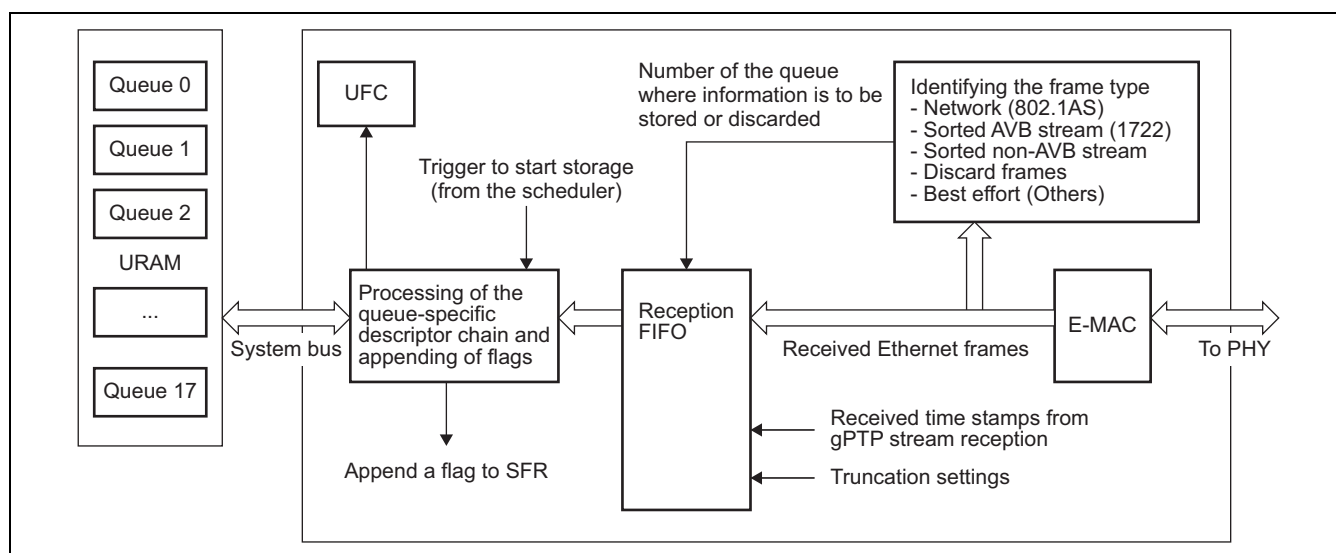 Queue 0
Queue 1
Queue 2
URAM
...
Queue 17
System bus
UFC
Trigger to start storage
(from the scheduler)
Processing of the
queue-specific
descriptor chain and
appending of flags
Append a flag to SFR
Number of the queue
where information is to be
stored or discarded
Reception
FIFO
Identifying the frame type
- Network (802.1AS)
- Sorted AVB stream (1722)
- Sorted non-AVB stream
- Discard frames
- Best effort (Others)
Received Ethernet frames
E-MAC
To PHY
Received time stamps from
gPTP stream reception
Truncation settings